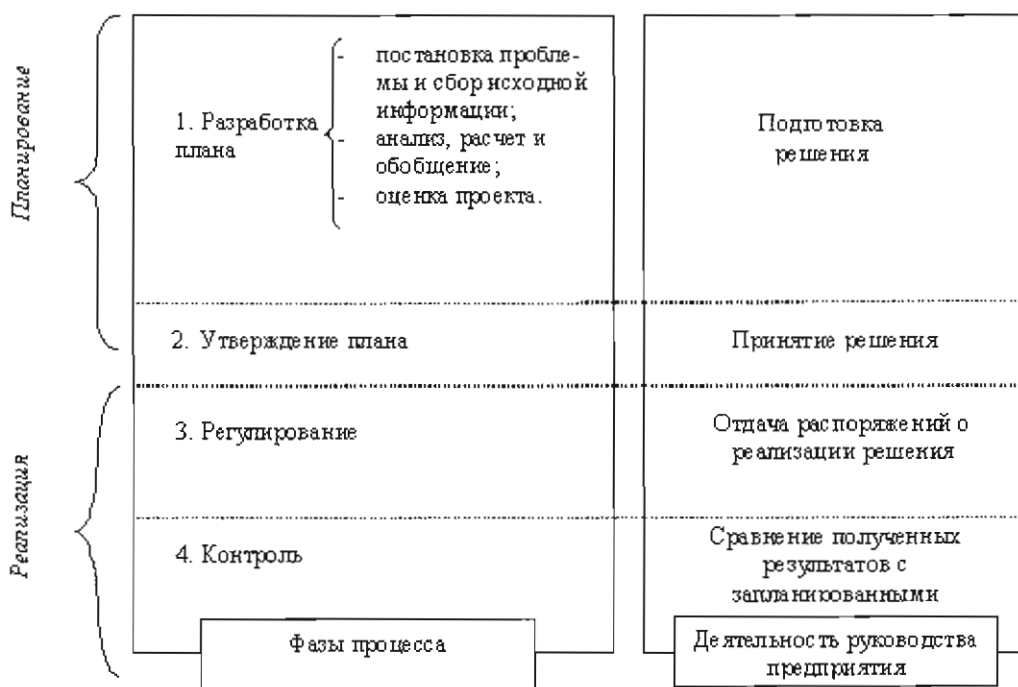 Планирование
1. Разработка
плана
- постановка пробле-
мы и сбор исходной
информации;
- анализ, расчет и
обобщение;
- оценка проекта.
Подготовка
решения
2. Утверждение плана
Принятие решения
Реализация
3. Регулирование
Отдача распоряжений о
реализации решения
4. Контроль
Сравнение полученных
результатов с
запланированными
Фазы процесса
Деятельность руководства
предприятия